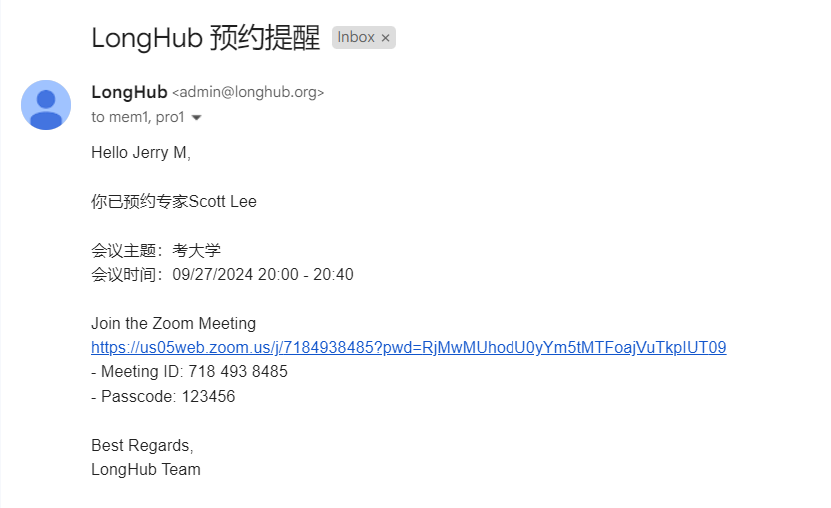 LongHub 预约提醒 Inbox ×
LongHub <admin@longhub.org>
to mem1, pro1
Hello Jerry M,
你已预约专家Scott Lee
会议主题：考大学
会议时间：09/27/2024 20:00 - 20:40
Join the Zoom Meeting
https://us05web.zoom.us/j/7184938485?pwd=RjMwMUhodU0yYm5tMTFoajVuTkpIUT09
- Meeting ID: 718 493 8485
- Passcode: 123456
Best Regards,
LongHub Team